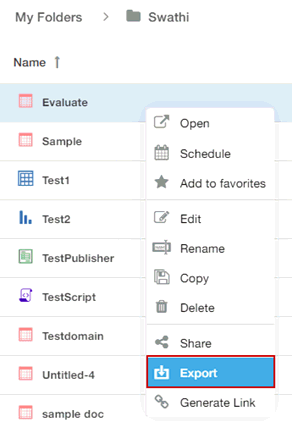 My Folders > Swathi
Name ↑
Evaluate
Sample
Test1
Test2
TestPublisher
TestScript
Testdomain
Untitled-4
sample doc
Open
Schedule
Add to favorites
Edit
Rename
Copy
Delete
Share
Export
Generate Link